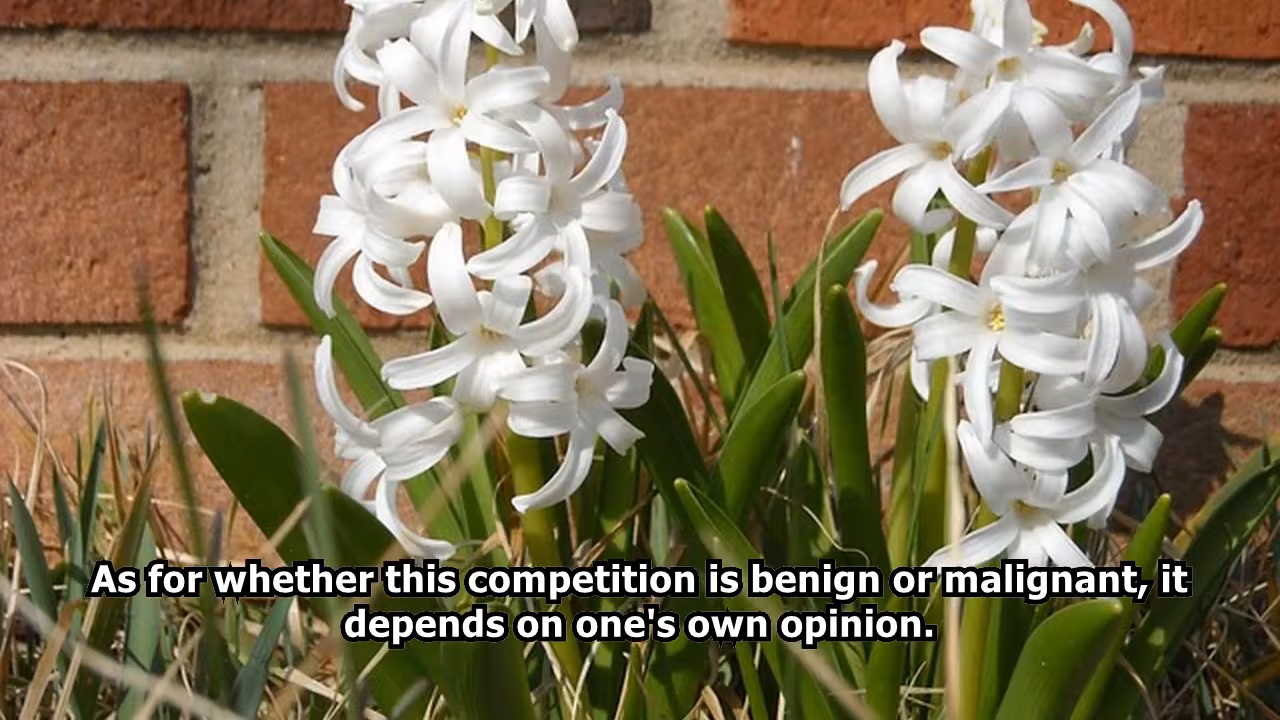 As for whether this competition is benign or malignant, it
depends on one's own opinion.